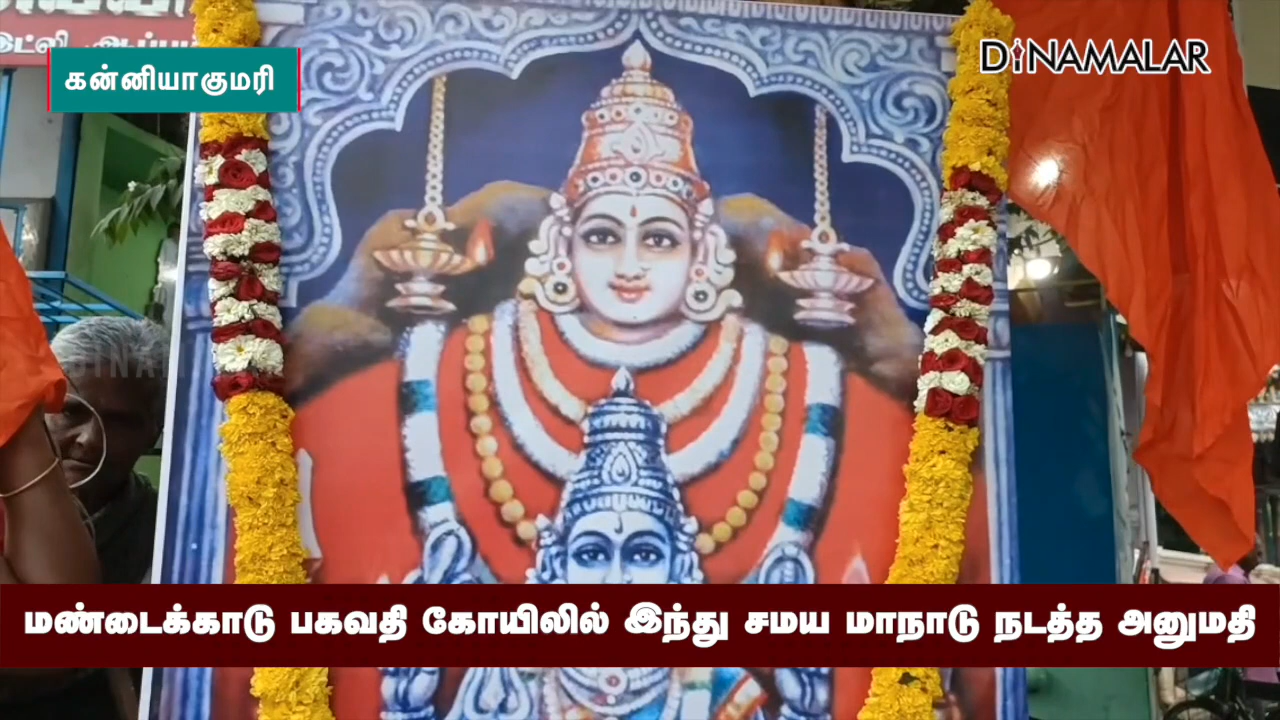 கன்னியாகுமரி
DINAMALAR
மண்டைக்காடு பகவதி கோயிலில் இந்து சமய மாநாடு நடத்த அனுமதி